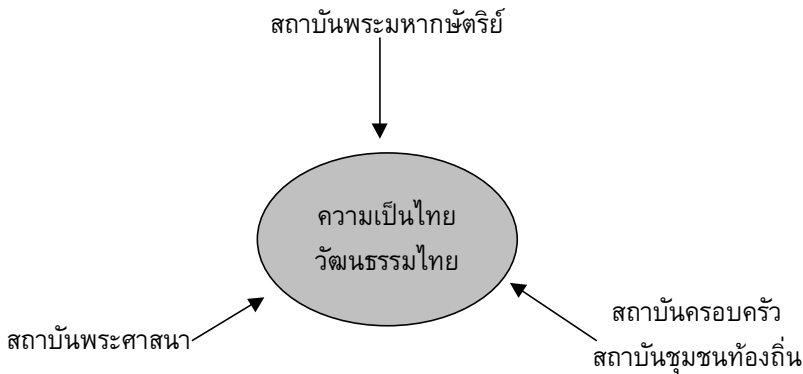 สถาบันพระมหากษัตริย์
ความเป็นไทย
วัฒนธรรมไทย
สถาบันพระศาสนา
สถาบันครอบครัว
สถาบันชุมชนท้องถิ่น